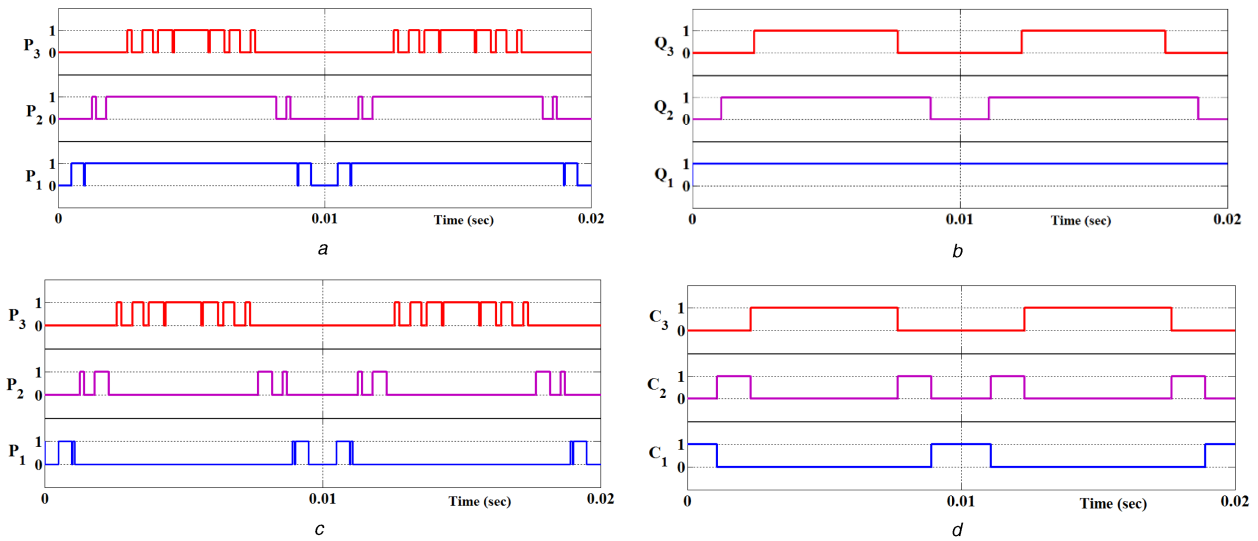 P3 1 0
P2 1 0
P1 1 0
0 0.01 Time (sec) 0.02
a
Q3 1 0
Q2 1 0
Q1 1 0
0 0.01 Time (sec) 0.02
b
P3 1 0
P2 1 0
P1 1 0
0 0.01 Time (sec) 0.02
c
C3 1 0
C2 1 0
C1 1 0
0 0.01 Time (sec) 0.02
d